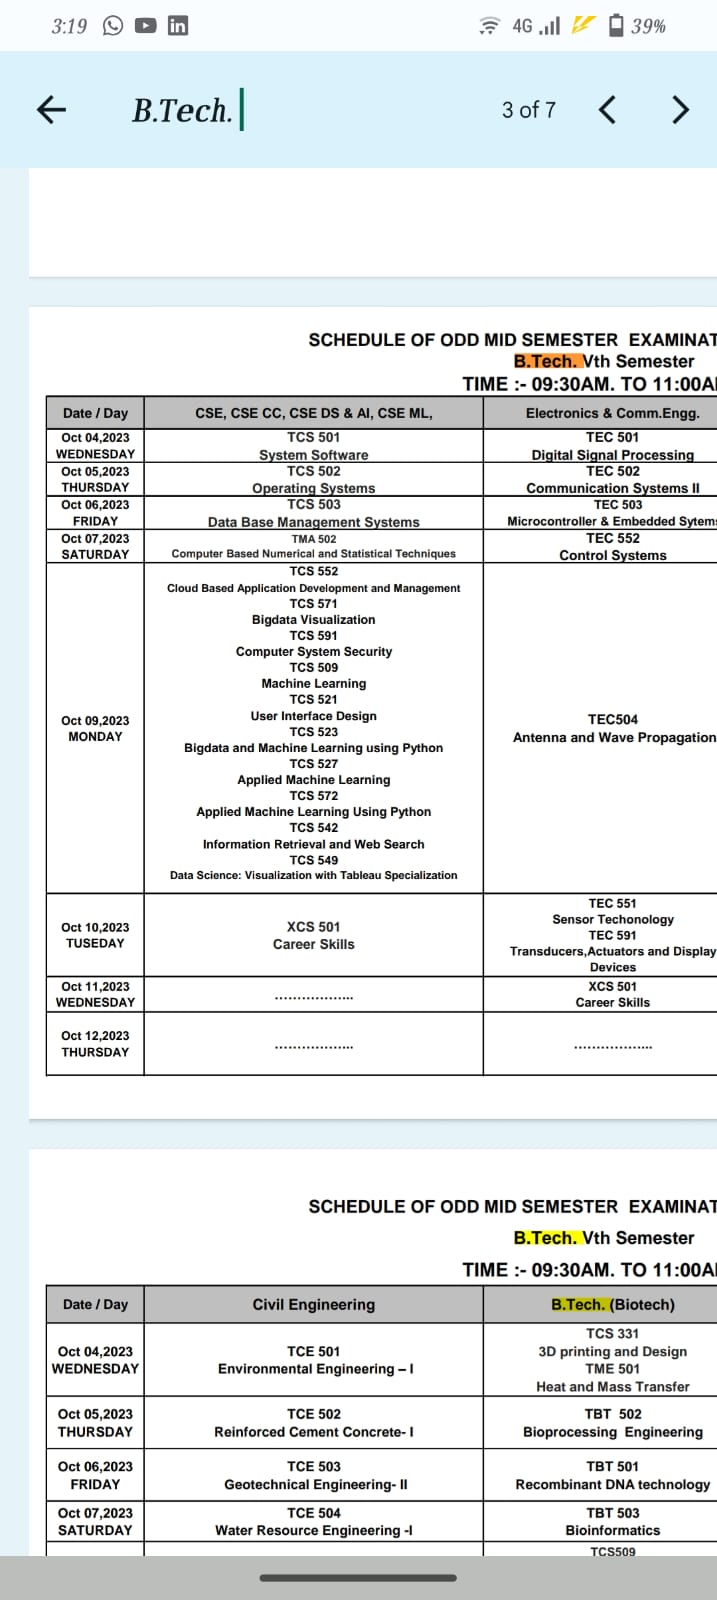 3:19 in 4G 39%
B.Tech. 3 of 7
SCHEDULE OF ODD MID SEMESTER EXAMINAT
B.Tech. Vth Semester
TIME :- 09:30AM. TO 11:00A
Date / Day
CSE, CSE CC, CSE DS & AI, CSE ML,
Electronics & Comm.Engg.
Oct 04,2023
WEDNESDAY
TCS 501
System Software
TEC 501
Digital Signal Processing
Oct 05,2023
THURSDAY
TCS 502
Operating Systems
TEC 502
Communication Systems II
Oct 06,2023
FRIDAY
TCS 503
Data Base Management Systems
TEC 503
Microcontroller & Embedded Sytems
Oct 07,2023
SATURDAY
TMA 502
Computer Based Numerical and Statistical Techniques
TEC 552
Control Systems
Oct 09,2023
MONDAY
TCS 552
Cloud Based Application Development and Management
TCS 571
Bigdata Visualization
TCS 591
Computer System Security
TCS 509
Machine Learning
TCS 521
User Interface Design
TCS 523
Bigdata and Machine Learning using Python
TCS 527
Applied Machine Learning
TCS 572
Applied Machine Learning Using Python
TCS 542
Information Retrieval and Web Search
TCS 549
Data Science: Visualization with Tableau Specialization
TEC504
Antenna and Wave Propagation
Oct 10,2023
TUSEDAY
XCS 501
Career Skills
TEC 551
Sensor Techonology
TEC 591
Transducers,Actuators and Display
Devices
Oct 11,2023
WEDNESDAY
..................
XCS 501
Career Skills
Oct 12,2023
THURSDAY
..................
..................
SCHEDULE OF ODD MID SEMESTER EXAMINAT
B.Tech. Vth Semester
TIME :- 09:30AM. TO 11:00A
Date / Day
Civil Engineering
B.Tech. (Biotech)
Oct 04,2023
WEDNESDAY
TCE 501
Environmental Engineering – I
TCS 331
3D printing and Design
TME 501
Heat and Mass Transfer
Oct 05,2023
THURSDAY
TCE 502
Reinforced Cement Concrete- I
TBT 502
Bioprocessing Engineering
Oct 06,2023
FRIDAY
TCE 503
Geotechnical Engineering- II
TBT 501
Recombinant DNA technology
Oct 07,2023
SATURDAY
TCE 504
Water Resource Engineering -I
TBT 503
Bioinformatics
TCS509